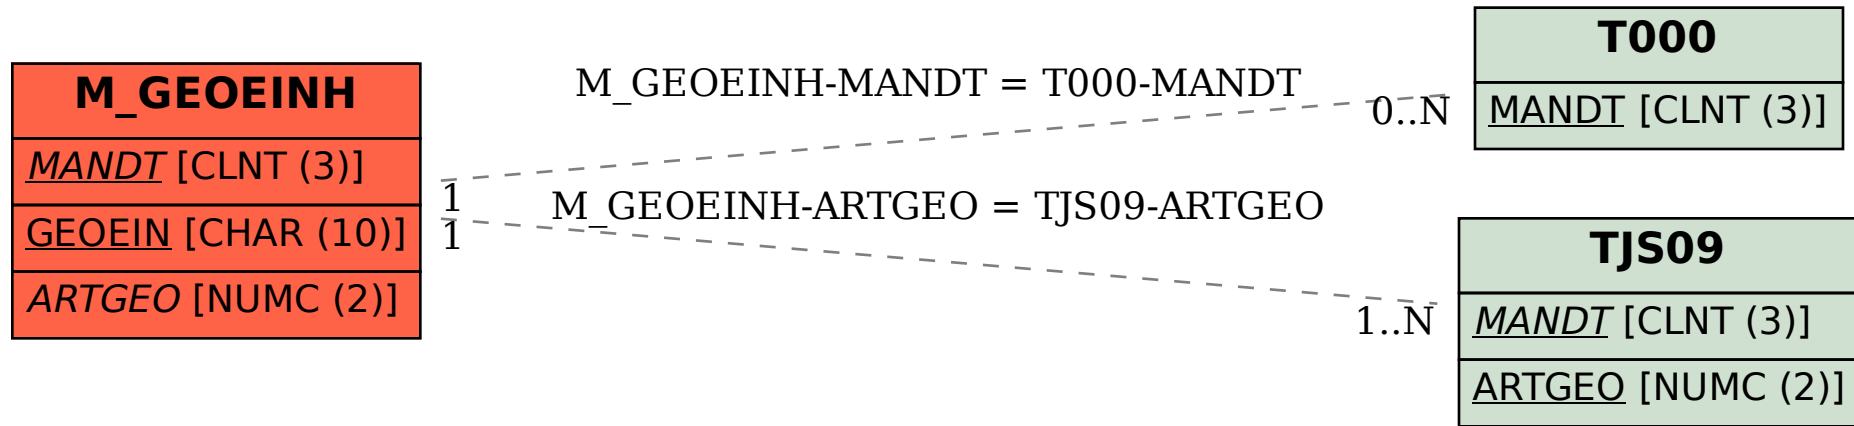 M_GEOEINH
MANDT [CLNT (3)]
GEOEIN [CHAR (10)]
ARTGEO [NUMC (2)]
M_GEOEINH-MANDT = T000-MANDT
1
0..N
M_GEOEINH-ARTGEO = TJS09-ARTGEO
1
1..N
T000
MANDT [CLNT (3)]
TJS09
MANDT [CLNT (3)]
ARTGEO [NUMC (2)]